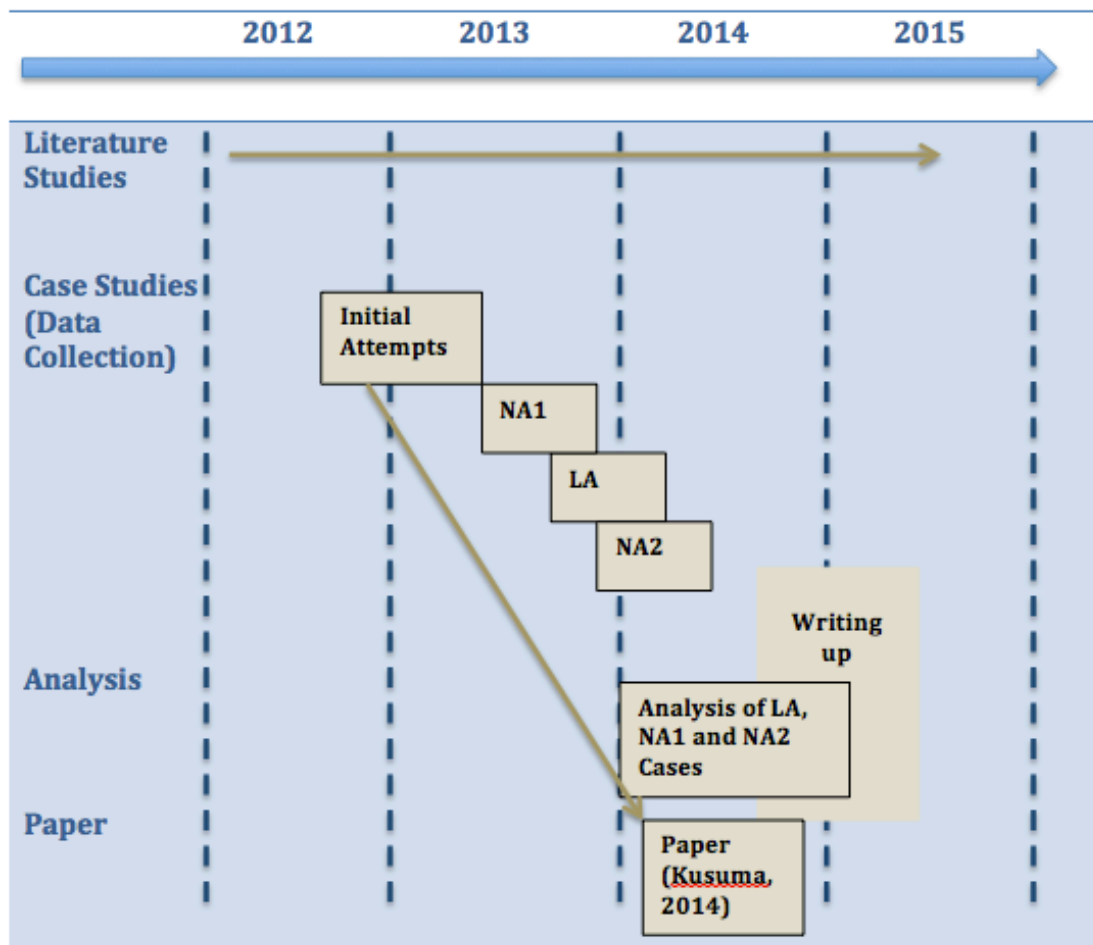 2012 2013 2014 2015
Literature
Studies
Case Studies
(Data
Collection)
Initial
Attempts
NA1
LA
NA2
Writing
up
Analysis
Analysis of LA,
NA1 and NA2
Cases
Paper
Paper
(Kusuma,
2014)